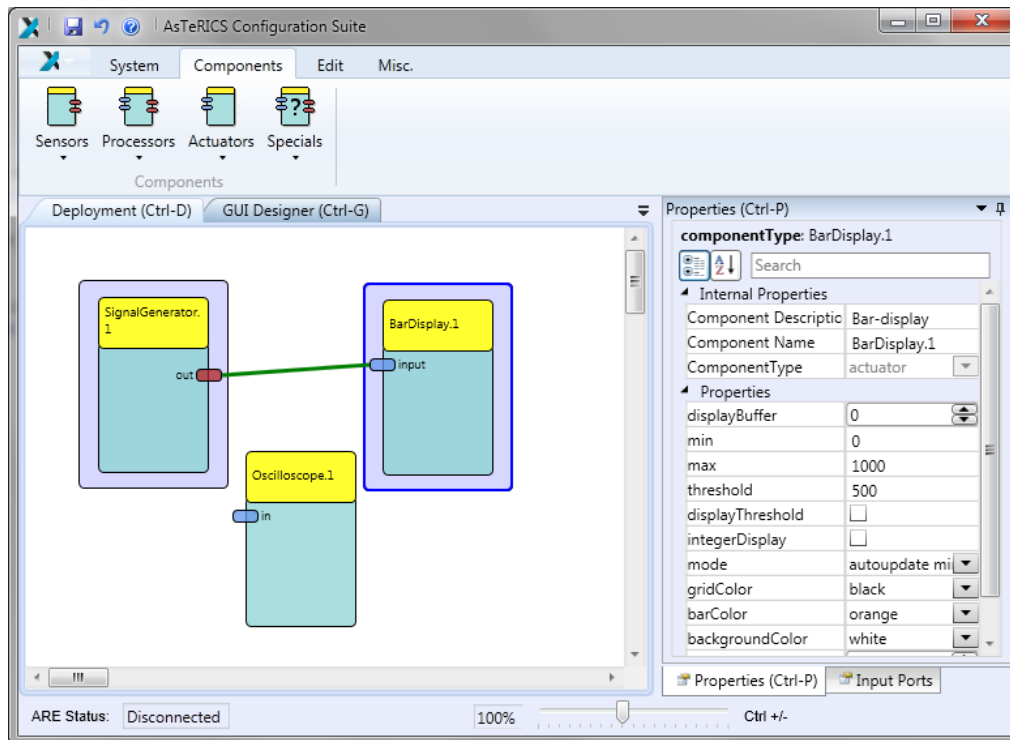 AsTeRICS Configuration Suite
System Components Edit Misc.
Sensors Processors Actuators Specials
Components
Deployment (Ctrl-D) GUI Designer (Ctrl-G)
SignalGenerator.
1
out
BarDisplay.1
input
Oscilloscope.1
in
Properties (Ctrl-P)
componentType: BarDisplay.1
Search
Internal Properties
Component Descriptio Bar-display
Component Name BarDisplay.1
ComponentType actuator
Properties
displayBuffer 0
min 0
max 1000
threshold 500
displayThreshold
integerDisplay
mode autoupdate mi
gridColor black
barColor orange
backgroundColor white
Properties (Ctrl-P) Input Ports
ARE Status: Disconnected 100% Ctrl +/-